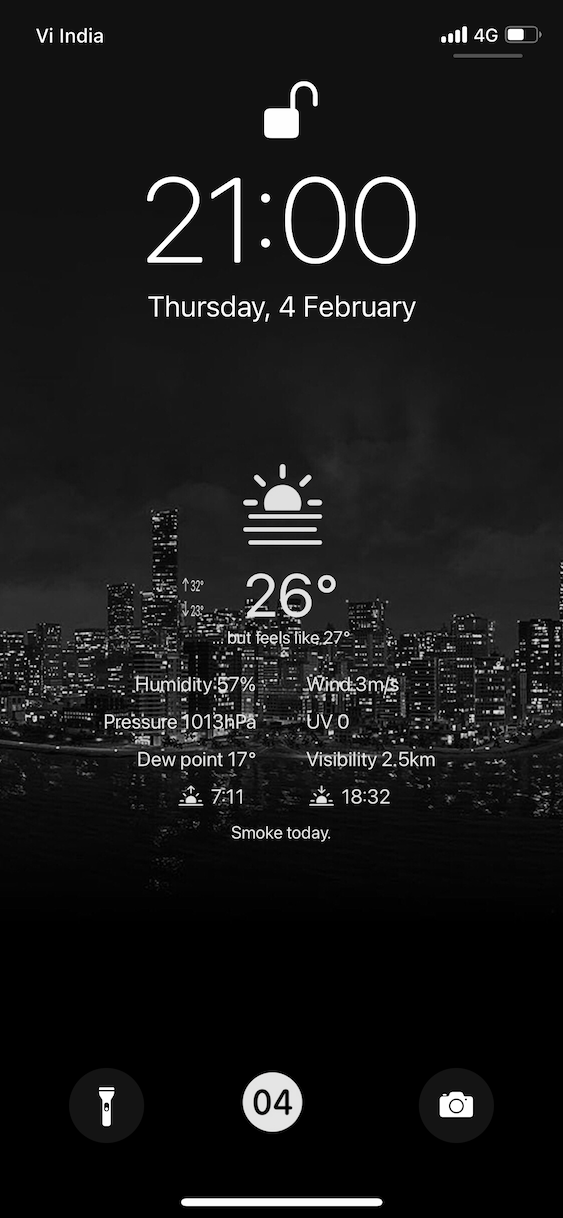 Vi India 4G
21:00
Thursday, 4 February
↑32°
↓23°
26°
... but feels like 27°
Humidity 57% Wind 3m/s
Pressure 1013hPa UV 0
Dew point 17° Visibility 2.5km
7:11 18:32
Smoke today.
04